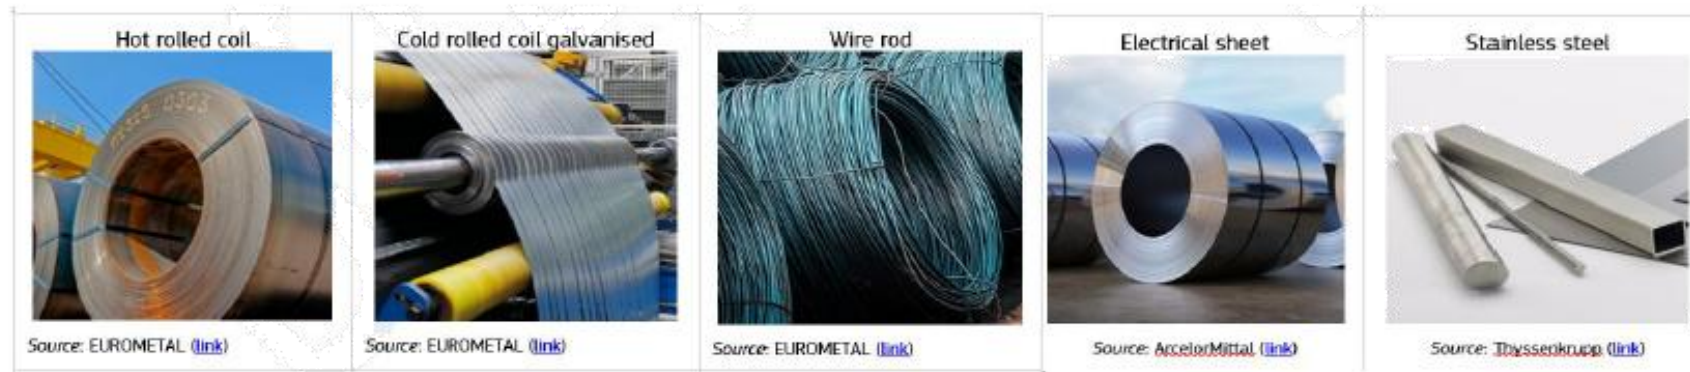 Hot rolled coil
Cold rolled coil galvanised
Wire rod
Electrical sheet
Stainless steel
Source: EUROMETAL (link)
Source: EUROMETAL (link)
Source: EUROMETAL (link)
Source: ArcelorMittal (link)
Source: Thyssenkrupp (link)